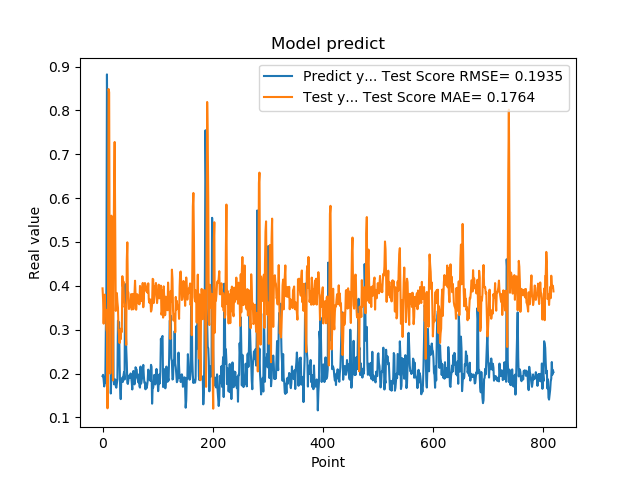 Model predict
Predict y... Test Score RMSE= 0.1935
Test y... Test Score MAE= 0.1764
Real value
0.9
0.8
0.7
0.6
0.5
0.4
0.3
0.2
0.1
0
200
400
600
800
Point